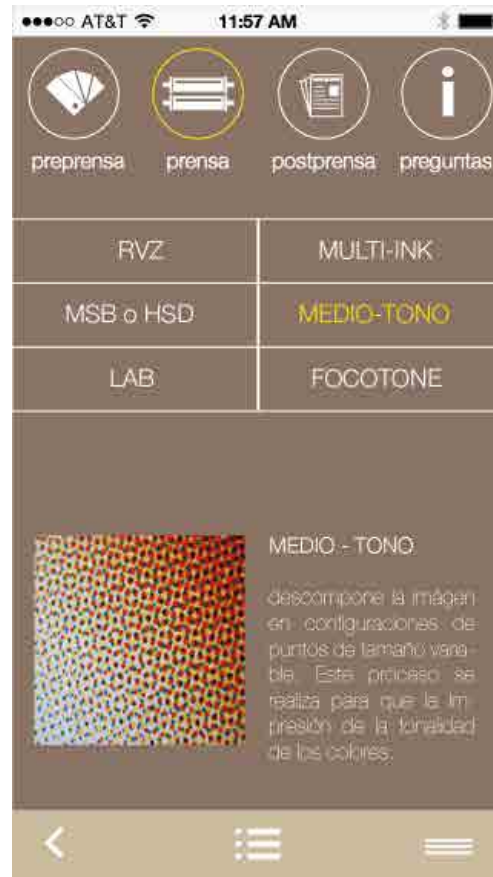 AT&T 11:57 AM
preprensa prensa postprensa preguntas
RVZ MULTI-INK
MSB o HSD MEDIO-TONO
LAB FOCOTONE
MEDIO - TONO
descompone la imágen
en configuraciones de
puntos de tamaño varia-
ble. Este proceso se
realiza para que la im-
presión de la tonalidad
de los colores.